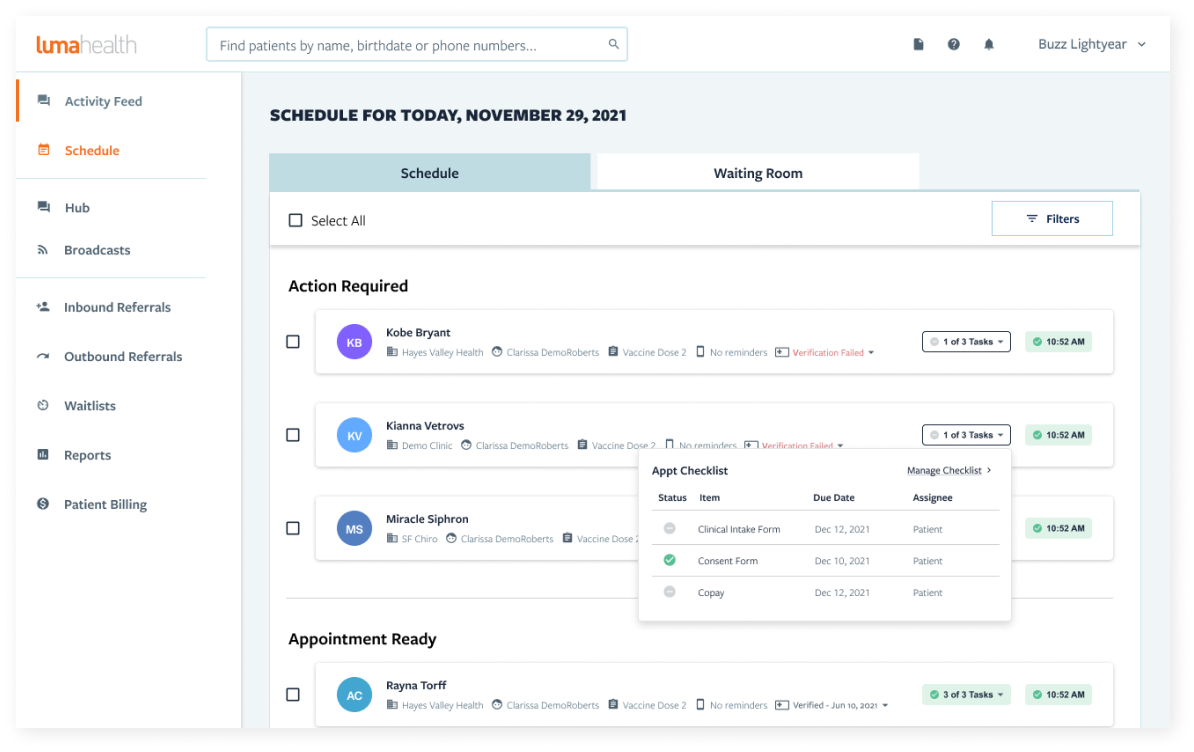 lumahealth
Find patients by name, birthdate or phone numbers...
Buzz Lightyear
Activity Feed
Schedule
Hub
Broadcasts
Inbound Referrals
Outbound Referrals
Waitlists
Reports
Patient Billing
SCHEDULE FOR TODAY, NOVEMBER 29, 2021
Schedule Waiting Room
Select All Filters
Action Required
KB Kobe Bryant
Hayes Valley Health Clarissa DemoRoberts Vaccine Dose 2 No reminders Verification Failed
1 of 3 Tasks 10:52 AM
KV Kianna Vetrovs
Demo Clinic Clarissa DemoRoberts Vaccine Dose 2 No reminders Verification Failed
1 of 3 Tasks 10:52 AM
MS Miracle Siphron
SF Chiro Clarissa DemoRoberts Vaccine Dose 2
10:52 AM
Appt Checklist Manage Checklist
Status Item Due Date Assignee
Clinical Intake Form Dec 12, 2021 Patient
Consent Form Dec 10, 2021 Patient
Copay Dec 12, 2021 Patient
Appointment Ready
AC Rayna Torff
Hayes Valley Health Clarissa DemoRoberts Vaccine Dose 2 No reminders Verified - Jun 10, 2021
3 of 3 Tasks 10:52 AM